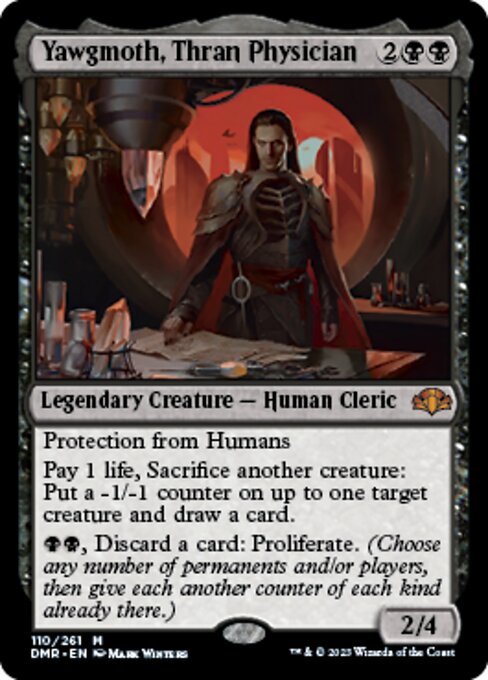 Yawgmoth, Thran Physician 2
Legendary Creature — Human Cleric
Protection from Humans
Pay 1 life, Sacrifice another creature:
Put a -1/-1 counter on up to one target
creature and draw a card.
, Discard a card: Proliferate. (Choose
any number of permanents and/or players,
then give each another counter of each kind
already there.)
2/4
110/261 M
DMR • EN Mark Winters
™ & © 2023 Wizards of the Coast